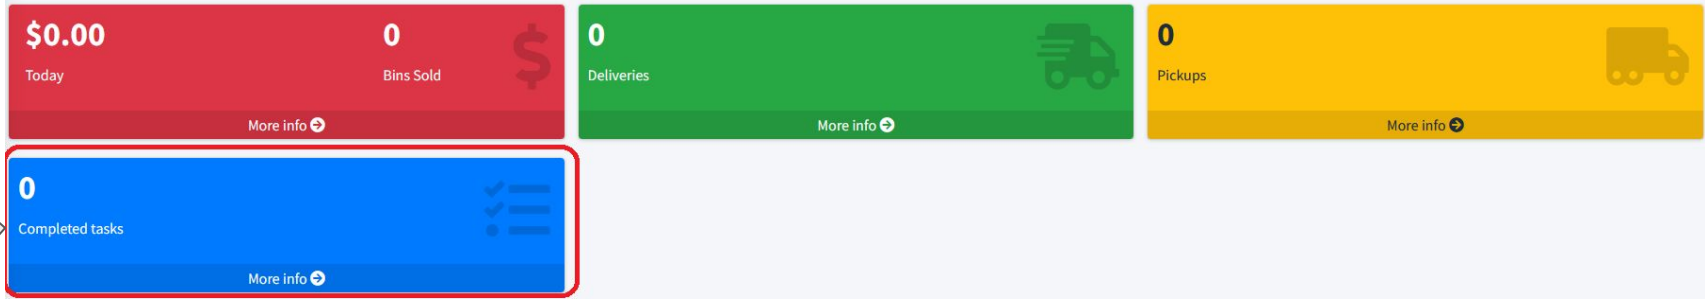 $0.00 0
Today Bins Sold
More info
0
Deliveries
More info
0
Pickups
More info
0
Completed tasks
More info